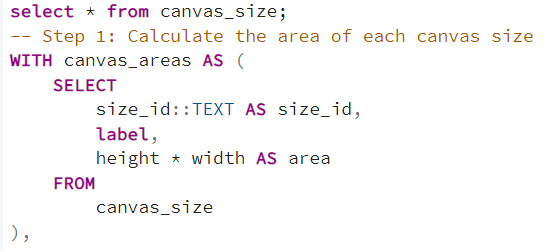 select * from canvas_size;
-- Step 1: Calculate the area of each canvas size
WITH canvas_areas AS (
    SELECT
        size_id::TEXT AS size_id,
        label,
        height * width AS area
    FROM
        canvas_size
),